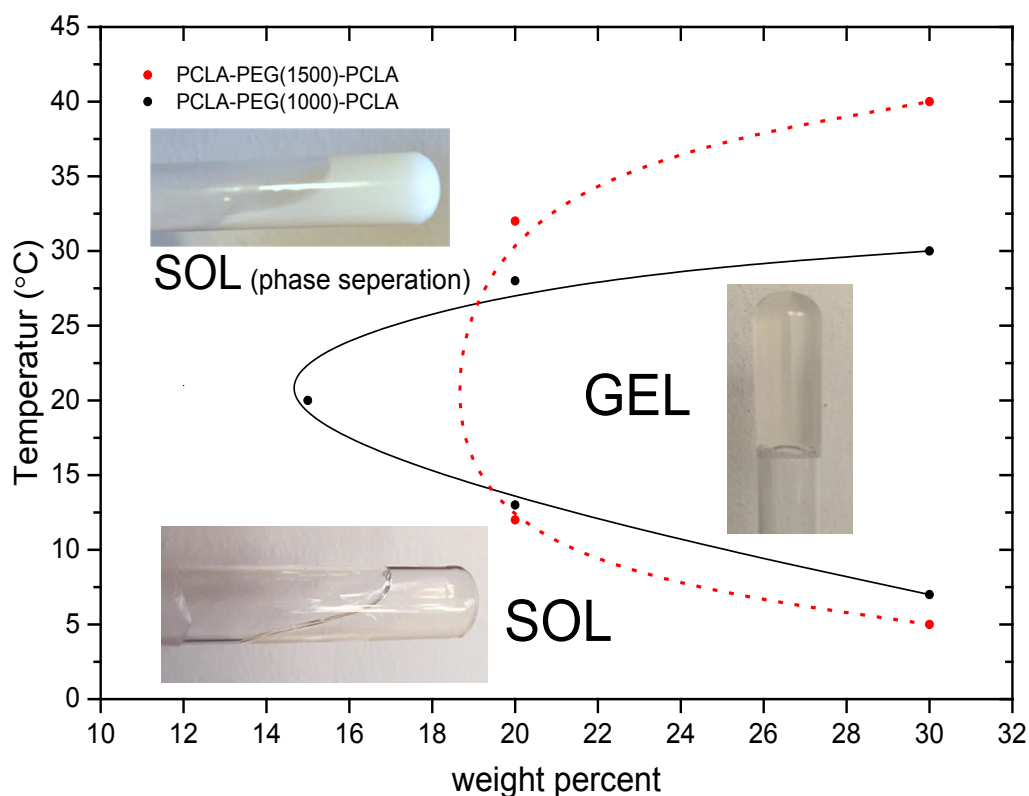 PCLA-PEG(1500)-PCLA
PCLA-PEG(1000)-PCLA
SOL (phase seperation)
GEL
SOL
Temperatur (°C)
45
40
35
30
25
20
15
10
5
0
10 12 14 16 18 20 22 24 26 28 30 32
weight percent